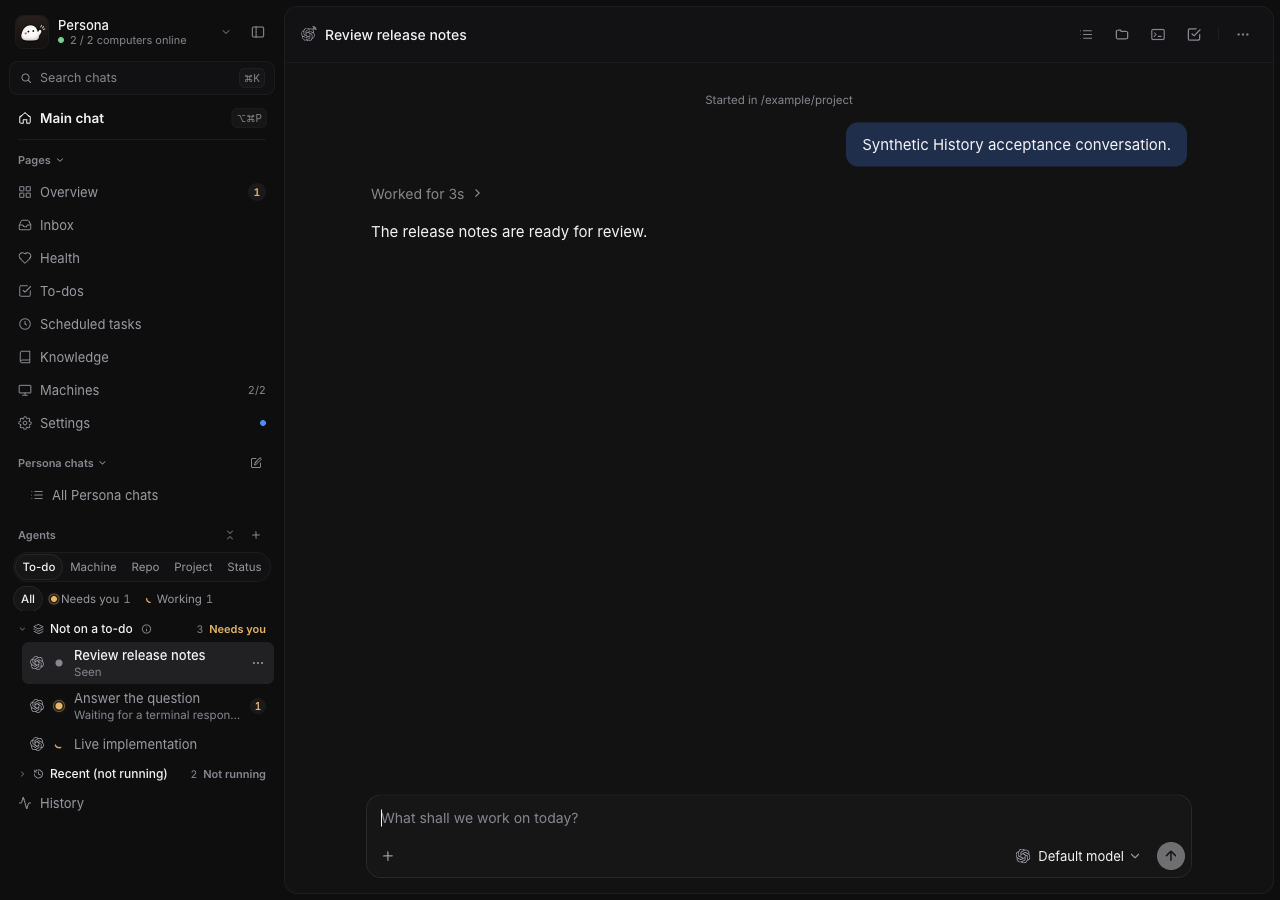 Persona
2 / 2 computers online
Search chats ⌘K
Main chat ⌥⌘P
Pages
Overview 1
Inbox
Health
To-dos
Scheduled tasks
Knowledge
Machines 2/2
Settings
Persona chats
All Persona chats
Agents
To-do Machine Repo Project Status
All Needs you 1 Working 1
Not on a to-do 3 Needs you
Review release notes
Seen
Answer the question
Waiting for a terminal respon... 1
Live implementation
Recent (not running) 2 Not running
History
Review release notes
Started in /example/project
Synthetic History acceptance conversation.
Worked for 3s
The release notes are ready for review.
What shall we work on today?
Default model